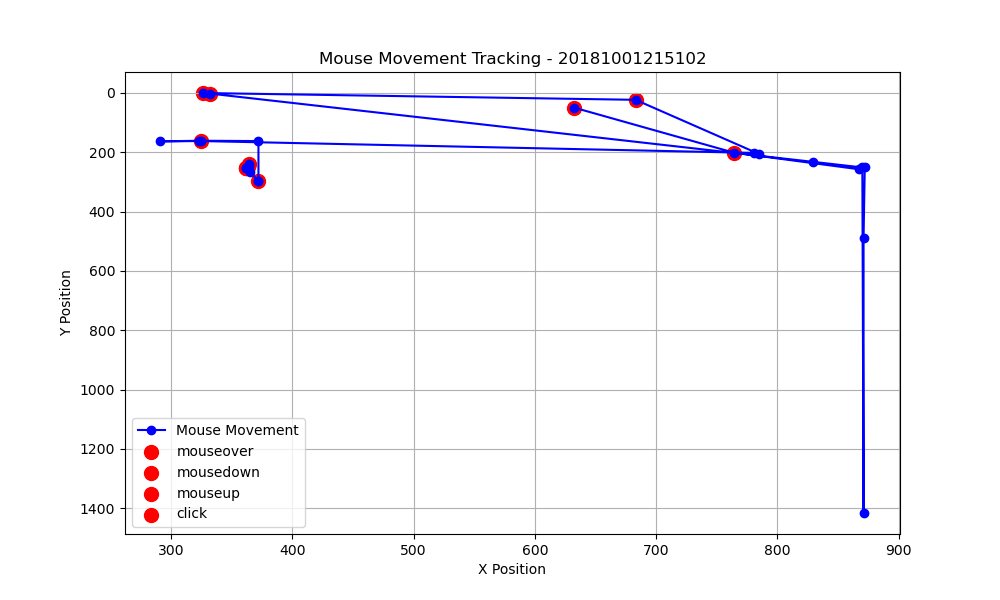 Mouse Movement Tracking - 20181001215102
0
200
400
600
800
1000
1200
1400
Y Position
Mouse Movement
mouseover
mousedown
mouseup
click
300 400 500 600 700 800 900
X Position